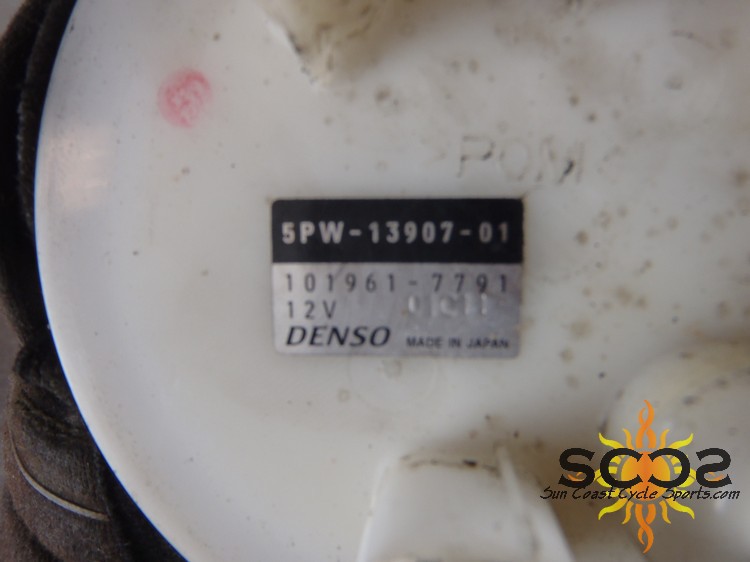 POM
5PW-13907-01
101961-7791
12V
DENSO MADE IN JAPAN
SCCS
Sun Coast Cycle Sports.com